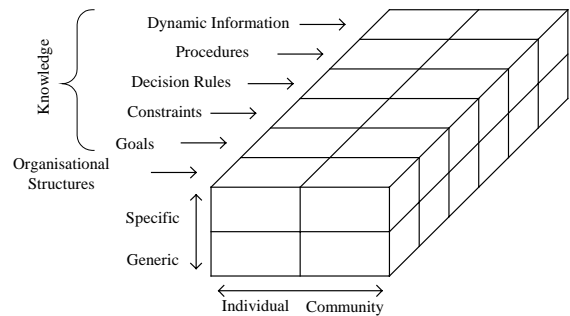 Knowledge
Dynamic Information
Procedures
Decision Rules
Constraints
Goals
Organisational
Structures
Specific
Generic
Individual
Community